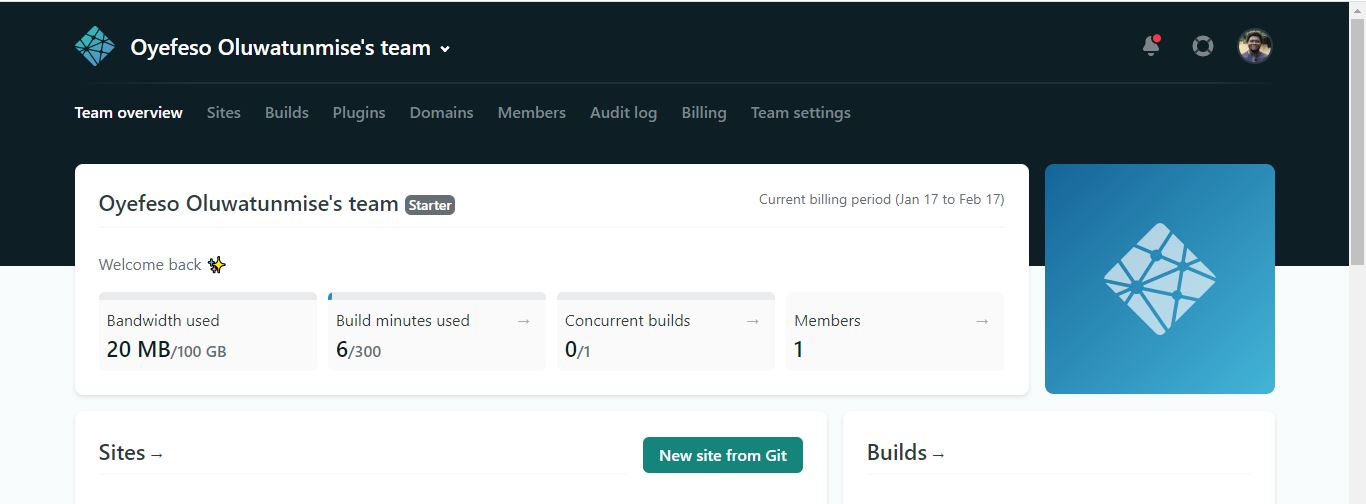 Oyefeso Oluwatunmise's team
Team overview Sites Builds Plugins Domains Members Audit log Billing Team settings
Oyefeso Oluwatunmise's team Starter
Current billing period (Jan 17 to Feb 17)
Welcome back ✨
Bandwidth used
20 MB/100 GB
Build minutes used →
6/300
Concurrent builds →
0/1
Members →
1
Sites →
New site from Git
Builds →